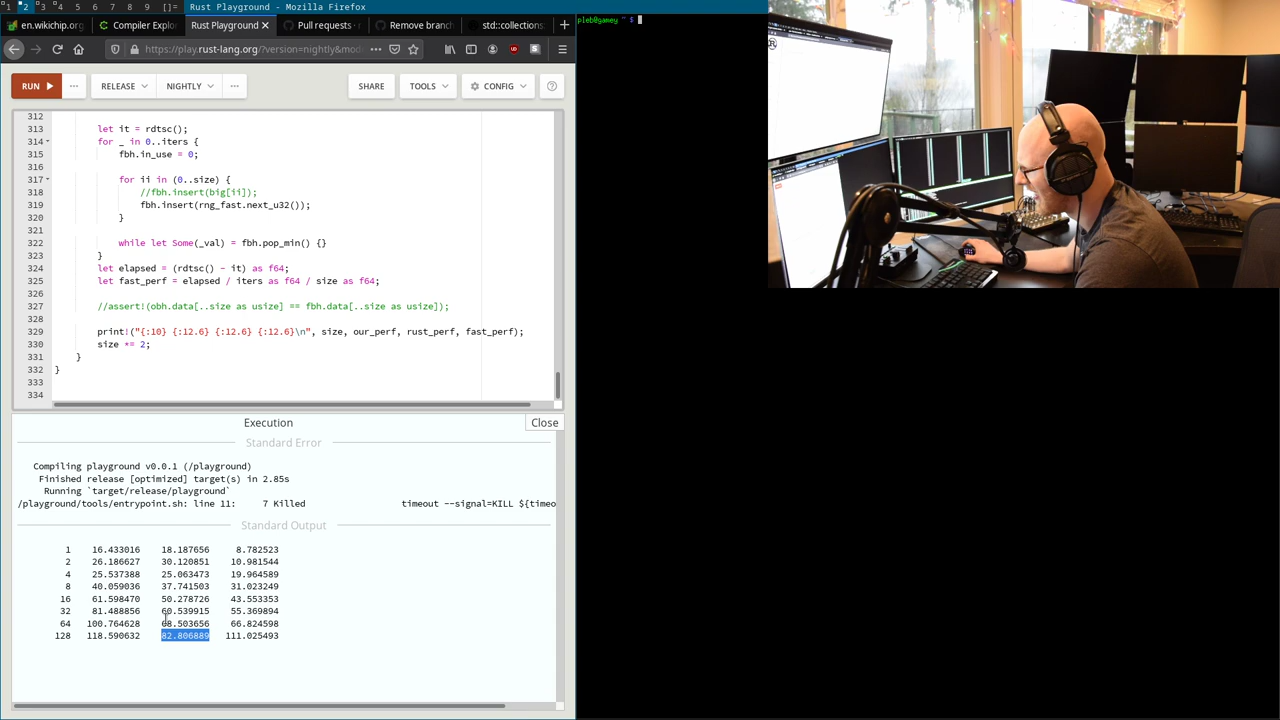 1 2 3 4 5 6 7 8 9 []= Rust Playground - Mozilla Firefox
en.wikichip.org Compiler Explo Rust Playground Pull requests · Remove branch std::collections
https://play.rust-lang.org/?version=nightly&mod
pleb@gamey ~ $
RUN ··· RELEASE NIGHTLY ··· SHARE TOOLS CONFIG
312
313 let it = rdtsc();
314 for _ in 0..iters {
315 fbh.in_use = 0;
316
317 for ii in (0..size) {
318 //fbh.insert(big[ii]);
319 fbh.insert(rng_fast.next_u32());
320 }
321
322 while let Some(_val) = fbh.pop_min() {}
323 }
324 let elapsed = (rdtsc() - it) as f64;
325 let fast_perf = elapsed / iters as f64 / size as f64;
326
327 //assert!(obh.data[..size as usize] == fbh.data[..size as usize]);
328
329 print!("{:10} {:12.6} {:12.6} {:12.6}\n", size, our_perf, rust_perf, fast_perf);
330 size *= 2;
331 }
332 }
333
334
Execution
Close
Standard Error
Compiling playground v0.0.1 (/playground)
Finished release [optimized] target(s) in 2.85s
Running `target/release/playground`
/playground/tools/entrypoint.sh: line 11: 7 Killed timeout --signal=KILL ${timeo
Standard Output
1 16.433016 18.187656 8.782523
2 26.186627 30.120851 10.981544
4 25.537388 25.063473 19.964589
8 40.059036 37.741503 31.023249
16 61.598470 50.278726 43.553353
32 81.488856 60.539915 55.369894
64 100.764628 68.503656 66.824598
128 118.590632 82.806889 111.025493